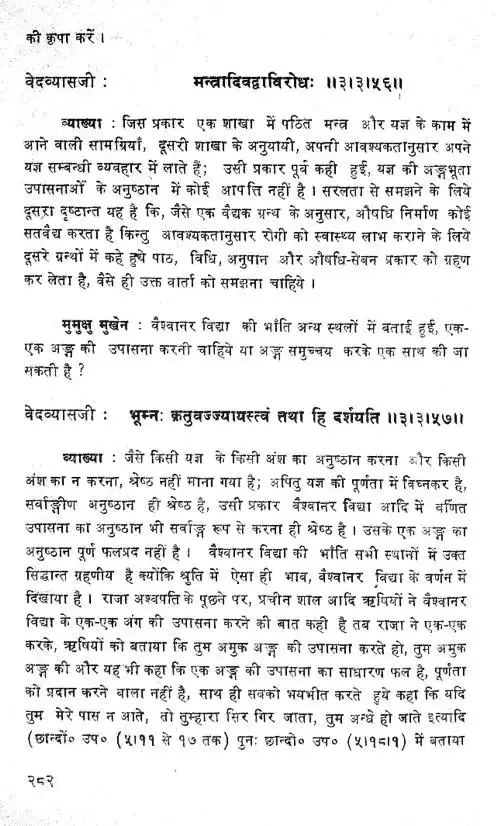 की कृपा करें ।
वेदव्यासजी : मन्त्रादिवद्वाविरोधः ॥३।३।५६॥
व्याख्या : जिस प्रकार एक शाखा में पठित मन्त्र और यज्ञ के काम में
आने वाली सामग्रियाँ, दूसरी शाखा के अनुयायी, अपनी आवश्यकतानुसार अपने
यज्ञ सम्बन्धी व्यवहार में लाते हैं; उसी प्रकार पूर्व कही हुई, यज्ञ की अङ्गभूता
उपासनाओं के अनुष्ठान में कोई आपत्ति नहीं है । सरलता से समझने के लिये
दूसरा दृष्टान्त यह है कि, जैसे एक वैद्यक ग्रन्थ के अनुसार, औषधि निर्माण कोई
सतवैद्य करता है किन्तु आवश्यकतानुसार रोगी को स्वास्थ्य लाभ कराने के लिये
दूसरे ग्रन्थों में कहे हुये पाठ, विधि, अनुपान और औषधि-सेवन प्रकार को ग्रहण
कर लेता है, वैसे ही उक्त वार्ता को समझना चाहिये ।
मुमुक्षु मुखेन : वैश्वानर विद्या की भाँति अन्य स्थलों में बताई हुई, एक-
एक अङ्ग की उपासना करनी चाहिये या अङ्ग समुच्चय करके एक साथ की जा
सकती है ?
वेदव्यासजी : भूम्नः क्रतुवज्ज्यायस्त्वं तथा हि दर्शयति ॥३।३।५७॥
व्याख्या : जैसे किसी यज्ञ के किसी अंश का अनुष्ठान करना और किसी
अंश का न करना, श्रेष्ठ नहीं माना गया है; अपितु यज्ञ की पूर्णता में विघ्नकर है,
सर्वाङ्गीण अनुष्ठान ही श्रेष्ठ है, उसी प्रकार वैश्वानर विद्या आदि में वर्णित
उपासना का अनुष्ठान भी सर्वाङ्ग रूप से करना ही श्रेष्ठ है । उसके एक अङ्ग का
अनुष्ठान पूर्ण फलप्रद नहीं है । वैश्वानर विद्या की भाँति सभी स्थानों में उक्त
सिद्धान्त ग्रहणीय है क्योंकि श्रुति में ऐसा ही भाव, वैश्वानर विद्या के वर्णन में
दिखाया है । राजा अश्वपति के पूछने पर, प्रचीन शाल आदि ऋषियों ने वैश्वानर
विद्या के एक-एक अंग की उपासना करने की बात कही है तब राजा ने एक-एक
करके, ऋषियों को बताया कि तुम अमुक अङ्ग की उपासना करते हो, तुम अमुक
अङ्ग की और यह भी कहा कि एक अङ्ग की उपासना का साधारण फल है, पूर्णता
को प्रदान करने वाला नहीं है, साथ ही सबको भयभीत करते हुये कहा कि यदि
तुम मेरे पास न आते, तो तुम्हारा सिर गिर जाता, तुम अन्धे हो जाते इत्यादि
(छान्दो० उप० (५।११ से १७ तक) पुनः छान्दो० उप० (५।१८।१) में बताया
२८२